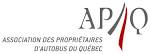 APAQ
ASSOCIATION DES PROPRIÉTAIRES
D'AUTOBUS DU QUÉBEC